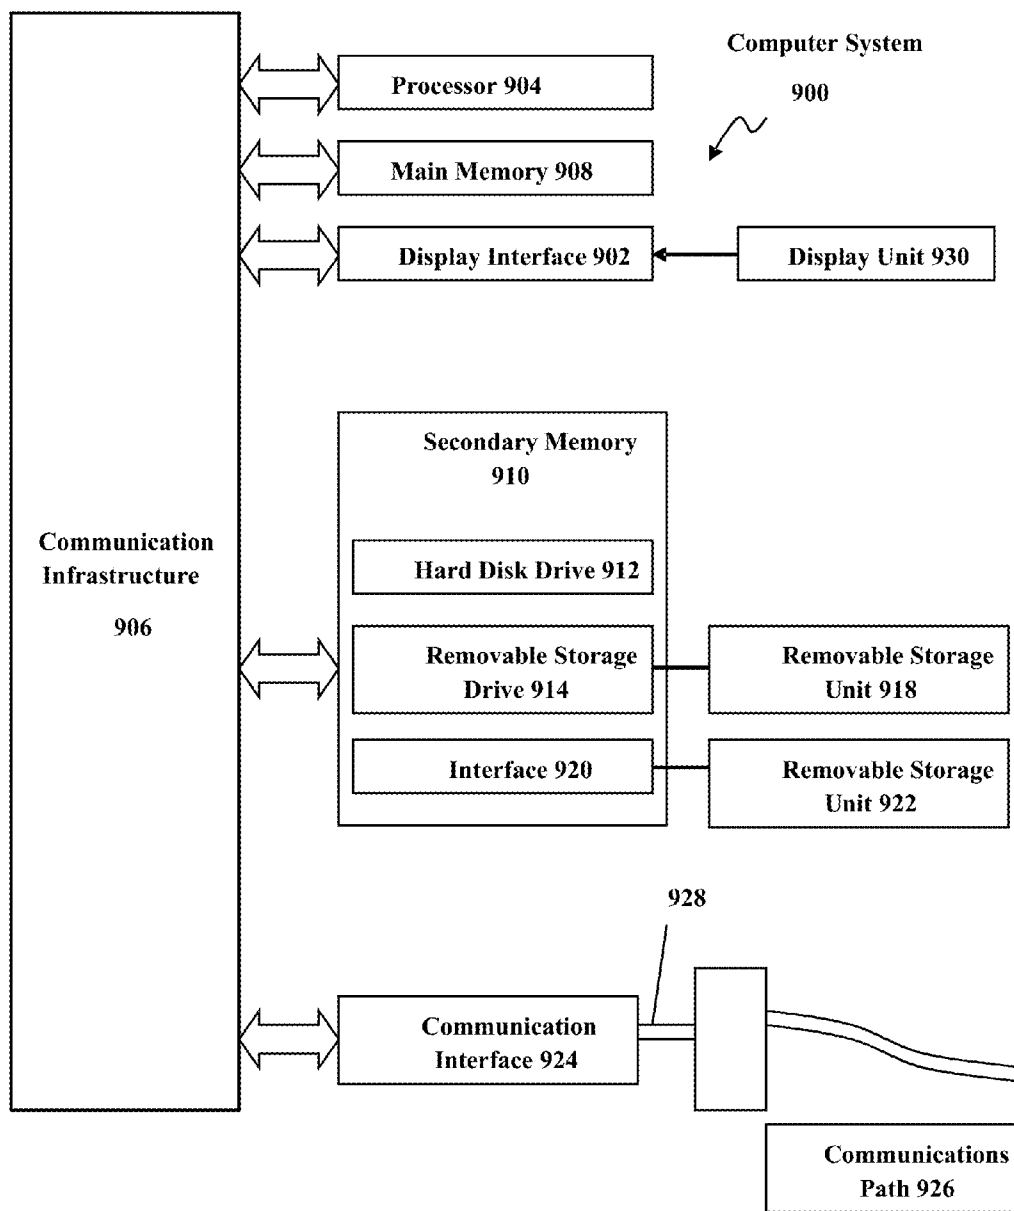 Computer System
900
Processor 904
Main Memory 908
Display Interface 902
Display Unit 930
Secondary Memory
910
Communication
Infrastructure
906
Hard Disk Drive 912
Removable Storage
Drive 914
Removable Storage
Unit 918
Interface 920
Removable Storage
Unit 922
928
Communication
Interface 924
Communications
Path 926